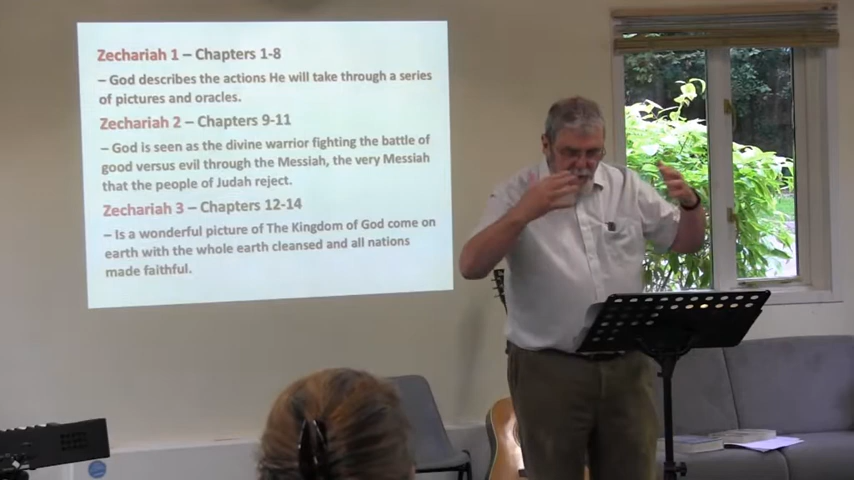 Zechariah 1 – Chapters 1-8
– God describes the actions He will take through a series
of pictures and oracles.
Zechariah 2 – Chapters 9-11
– God is seen as the divine warrior fighting the battle of
good versus evil through the Messiah, the very Messiah
that the people of Judah reject.
Zechariah 3 – Chapters 12-14
– Is a wonderful picture of The Kingdom of God come on
earth with the whole earth cleansed and all nations
made faithful.